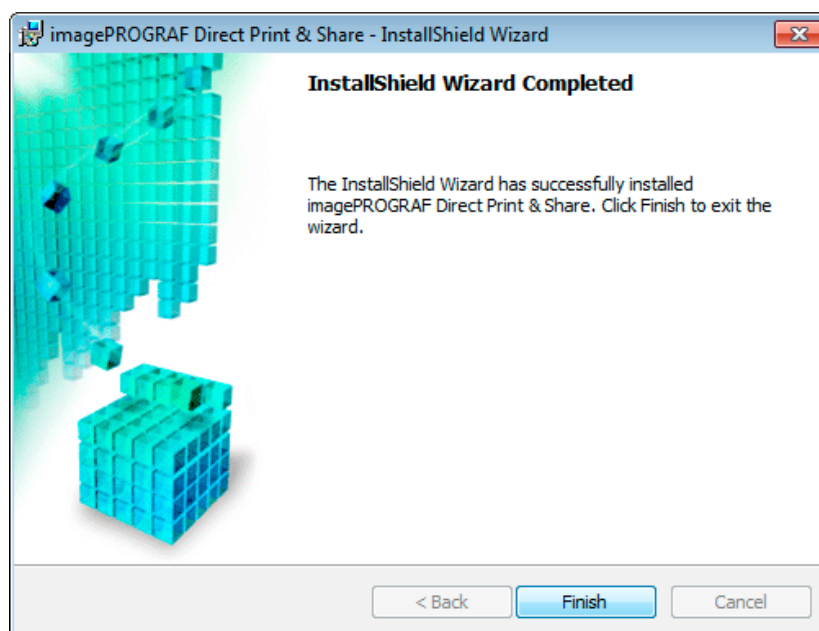 imagePROGRAF Direct Print & Share - InstallShield Wizard
InstallShield Wizard Completed
The InstallShield Wizard has successfully installed
imagePROGRAF Direct Print & Share. Click Finish to exit the
wizard.
< Back
Finish
Cancel